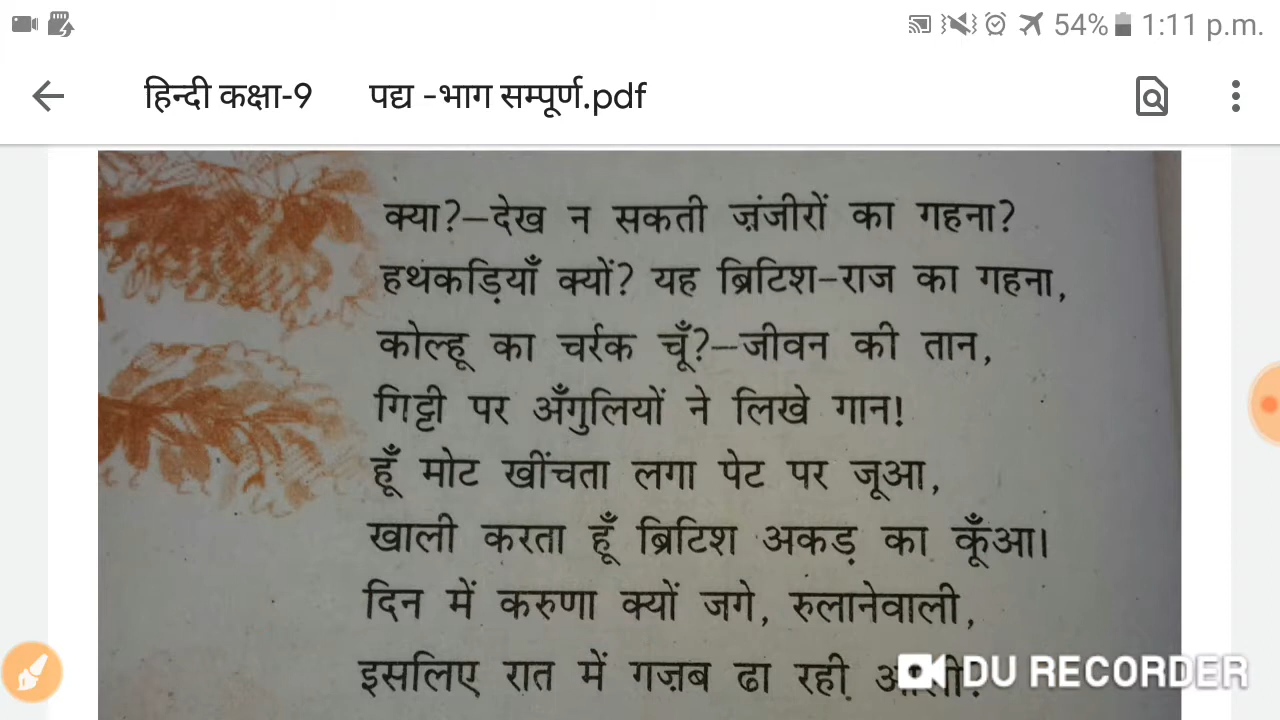 54% 1:11 p.m.
हिन्दी कक्षा-9 पद्य -भाग सम्पूर्ण.pdf
क्या?—देख न सकती ज़ंजीरों का गहना?
हथकड़ियाँ क्यों? यह ब्रिटिश-राज का गहना,
कोल्हू का चर्रक चूँ?—जीवन की तान,
गिट्टी पर अँगुलियों ने लिखे गान!
हूँ मोट खींचता लगा पेट पर जूआ,
खाली करता हूँ ब्रिटिश अकड़ का कूँआ।
दिन में करुणा क्यों जगे, रुलानेवाली,
इसलिए रात में गज़ब ढा रही
DU RECORDER